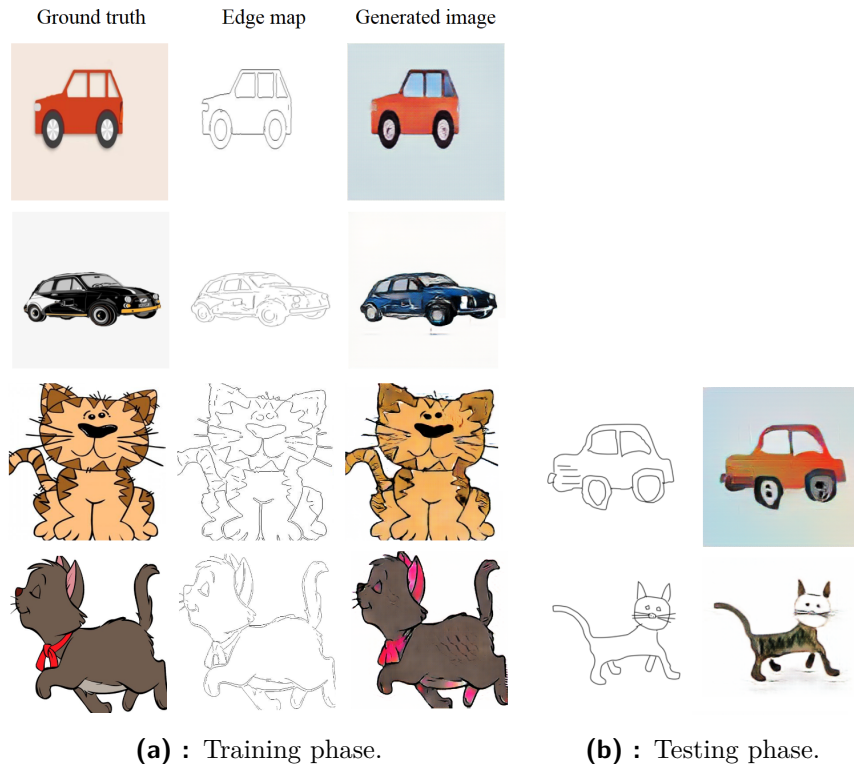 Ground truth Edge map Generated image
(a) : Training phase. (b) : Testing phase.